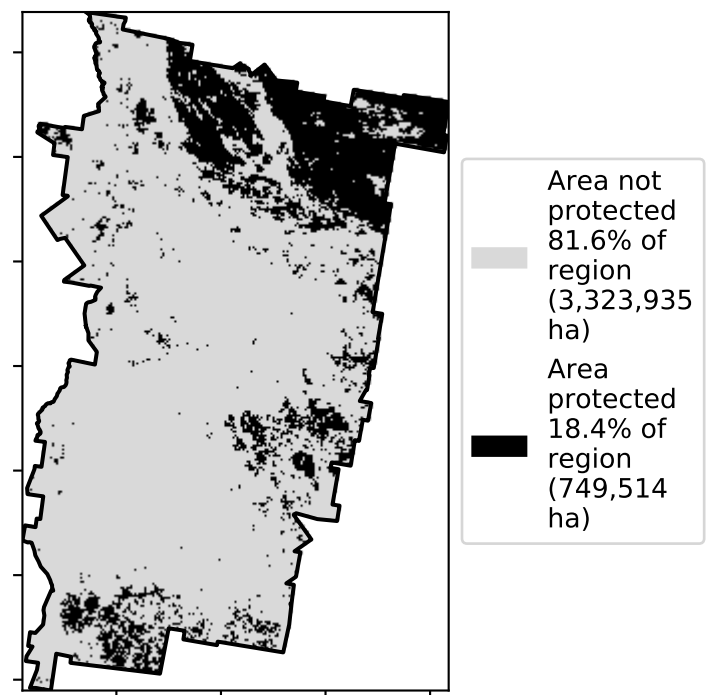 Area not
protected
81.6% of
region
(3,323,935
ha)
Area
protected
18.4% of
region
(749,514
ha)